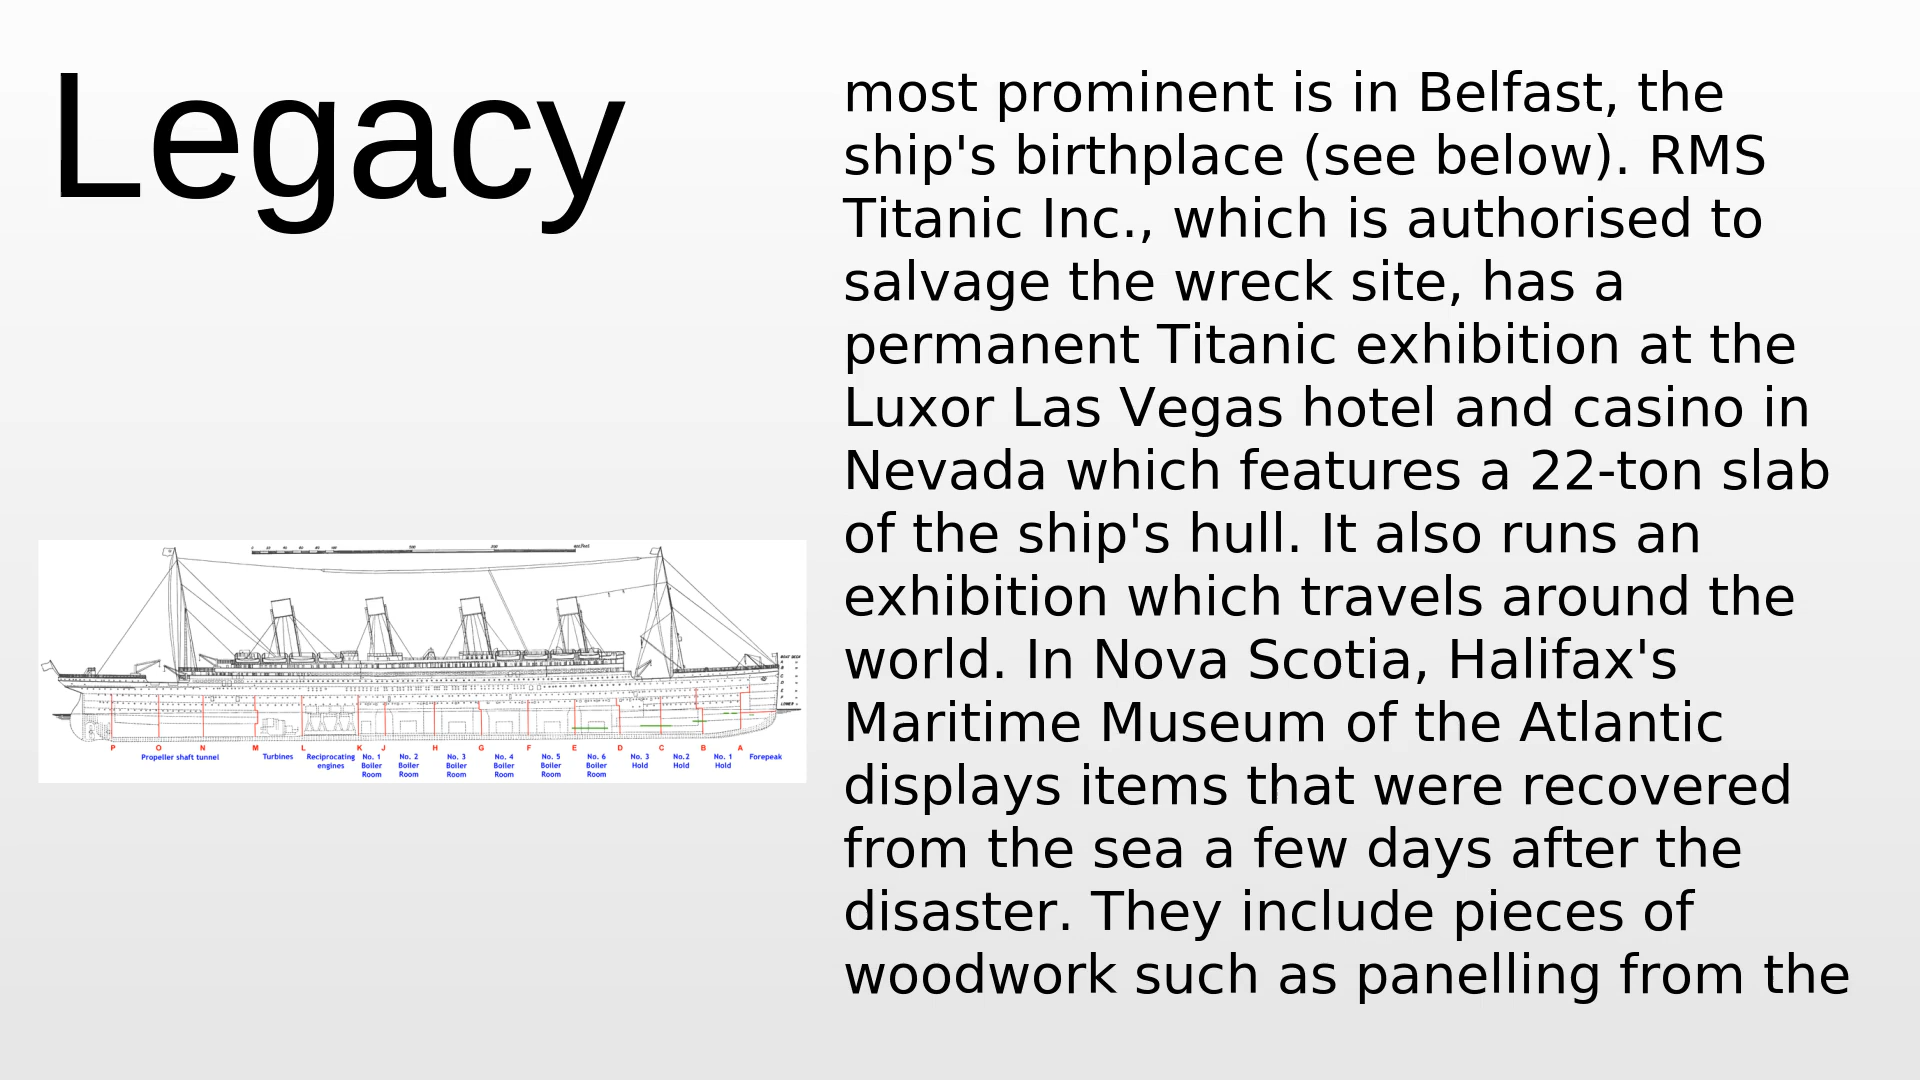 Legacy
most prominent is in Belfast, the
ship's birthplace (see below). RMS
Titanic Inc., which is authorised to
salvage the wreck site, has a
permanent Titanic exhibition at the
Luxor Las Vegas hotel and casino in
Nevada which features a 22-ton slab
of the ship's hull. It also runs an
exhibition which travels around the
world. In Nova Scotia, Halifax's
Maritime Museum of the Atlantic
displays items that were recovered
from the sea a few days after the
disaster. They include pieces of
woodwork such as panelling from the
P O N M L K J H G F E D C B A
Propeller shaft tunnel Turbines Reciprocating engines No. 1 Boiler Room No. 2 Boiler Room No. 3 Boiler Room No. 4 Boiler Room No. 5 Boiler Room No. 6 Boiler Room No. 3 Hold No.2 Hold No. 1 Hold Forepeak